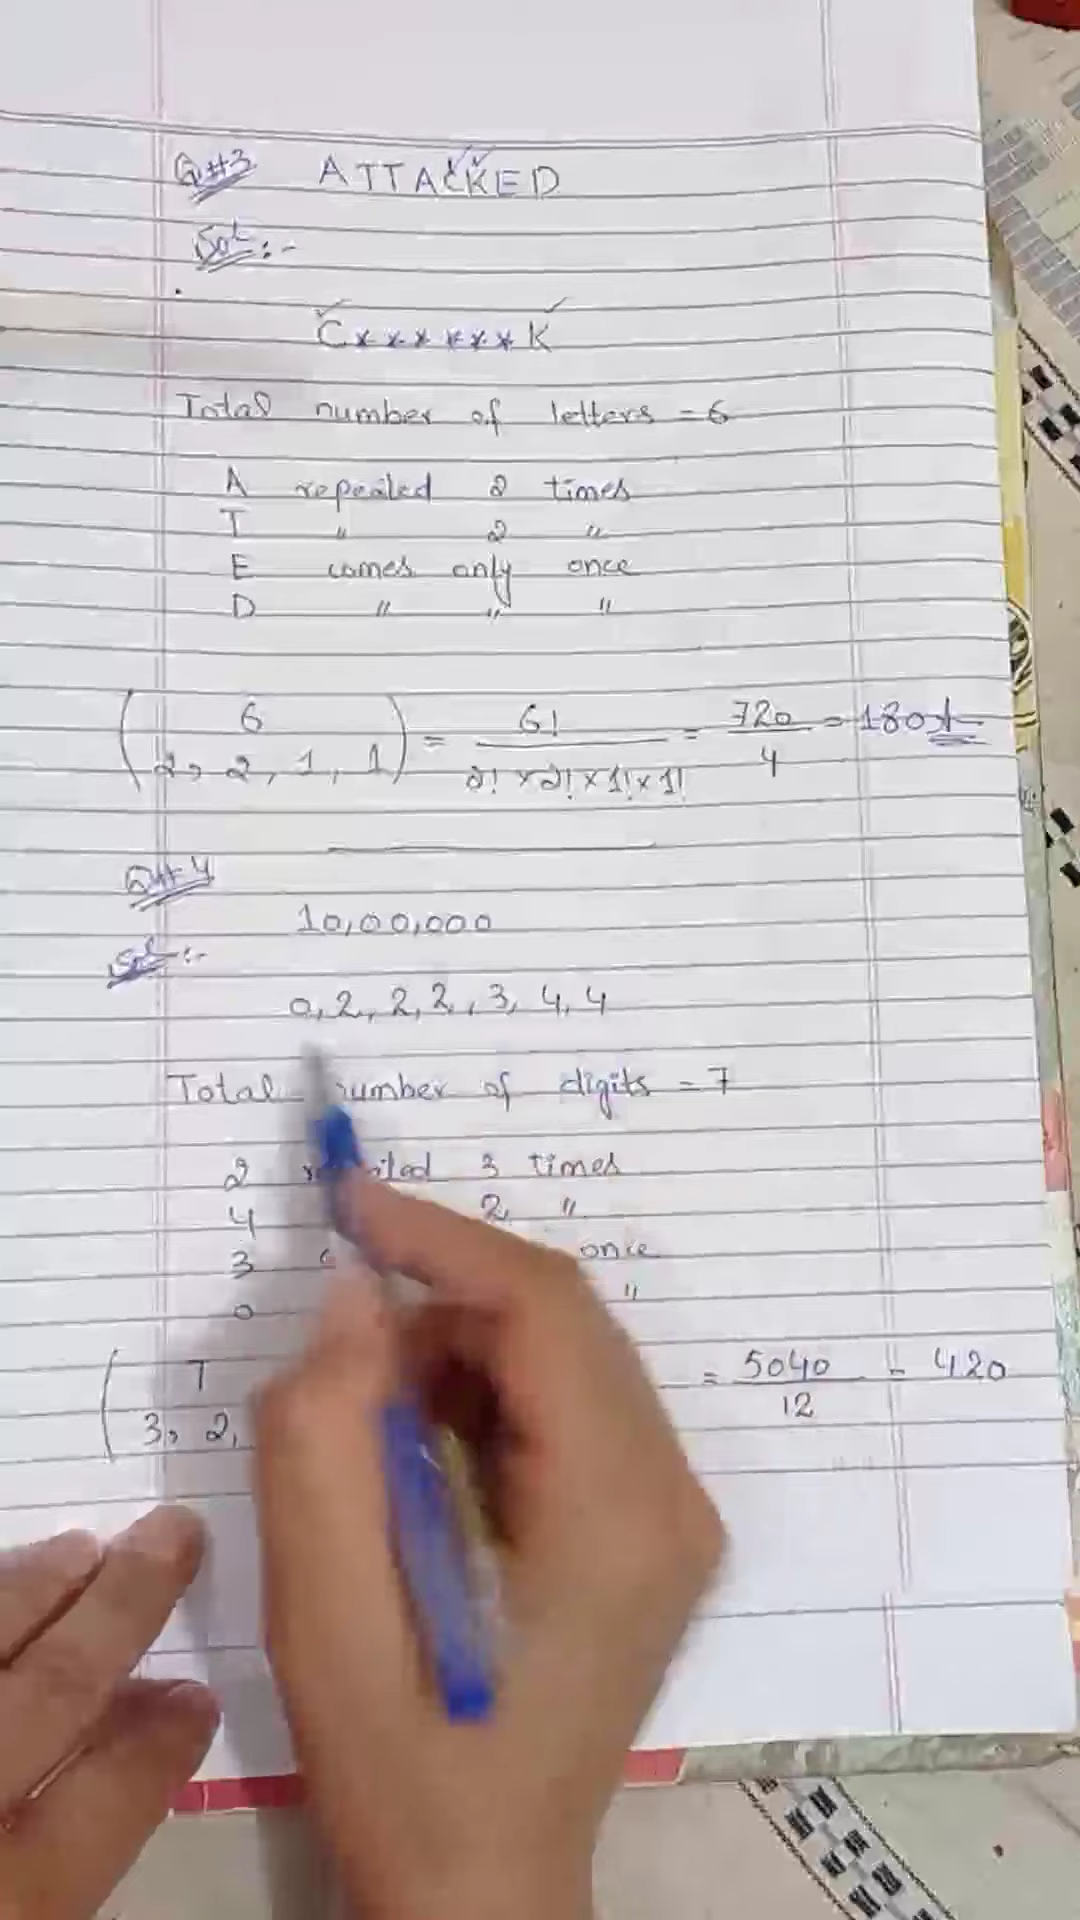 Q#3 ATTACKED
Sol:-
C******K
Total number of letters = 6
A repeated 2 times
T " 2 "
E comes only once
D " " "
( 6
2, 2, 1, 1 ) = 6! / 2! × 2! × 1! × 1! = 720 / 4 = 180
Q#4
10,00,000
Sol:-
0, 2, 2, 2, 3, 4, 4
Total number of digits = 7
2 3 times
4 2 "
3 once
0 "
( 7
3, 2, = 5040 / 12 = 420